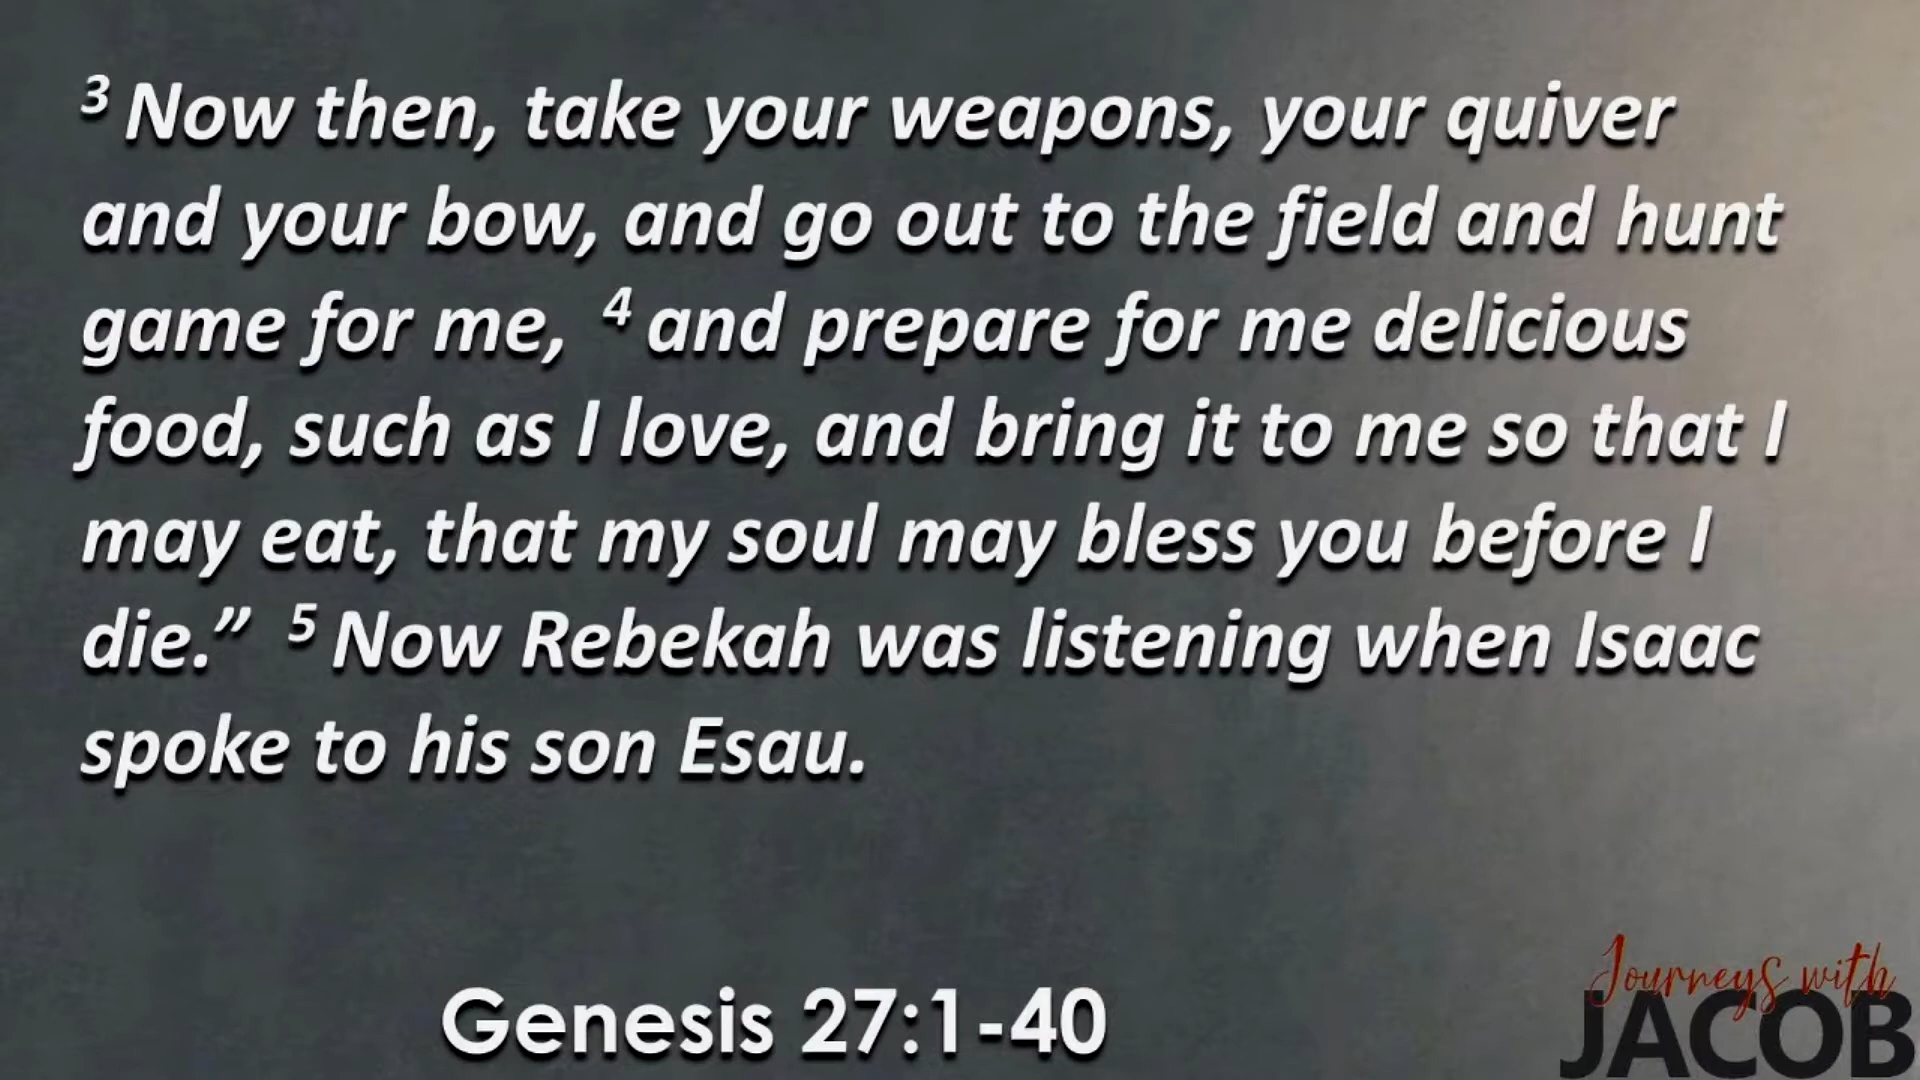 3 Now then, take your weapons, your quiver
and your bow, and go out to the field and hunt
game for me, 4 and prepare for me delicious
food, such as I love, and bring it to me so that I
may eat, that my soul may bless you before I
die.” 5 Now Rebekah was listening when Isaac
spoke to his son Esau.
Genesis 27:1-40
Journeys with
JACOB